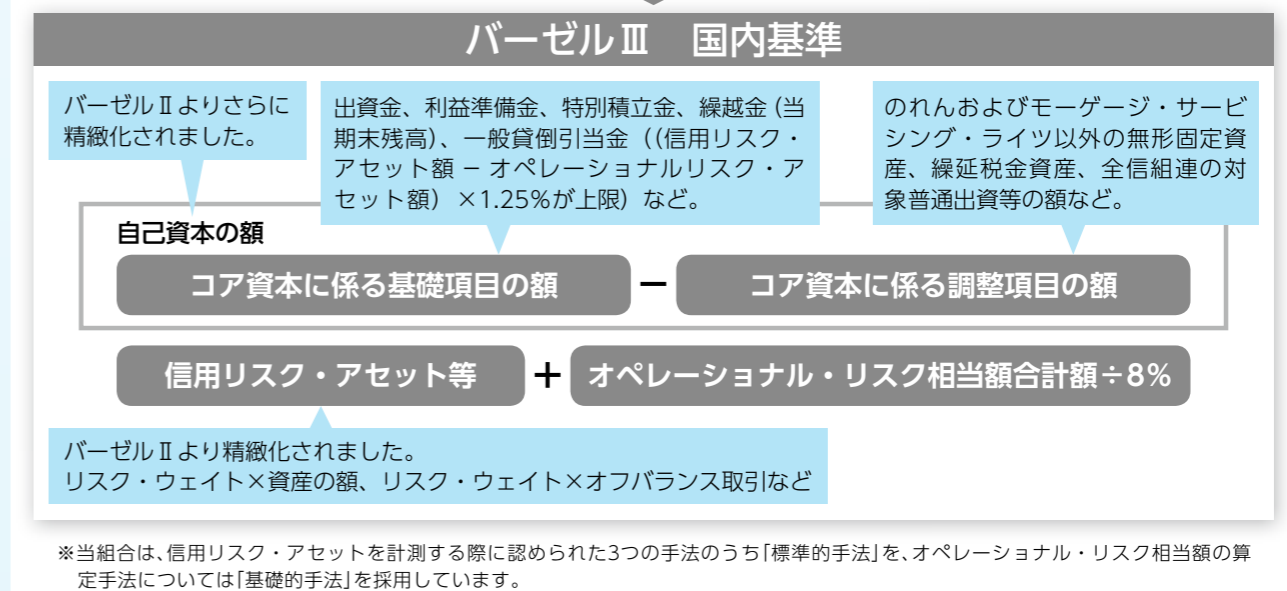 バーゼルⅢ　国内基準
バーゼルⅡよりさらに
精緻化されました。
出資金、利益準備金、特別積立金、繰越金（当
期末残高）、一般貸倒引当金（（信用リスク・
アセット額 − オペレーショナルリスク・ア
セット額）×1.25％が上限）など。
のれんおよびモーゲージ・サービ
シング・ライツ以外の無形固定資
産、繰延税金資産、全信組連の対
象普通出資等の額など。
自己資本の額
コア資本に係る基礎項目の額 − コア資本に係る調整項目の額
信用リスク・アセット等 ＋ オペレーショナル・リスク相当額合計額÷8％
バーゼルⅡより精緻化されました。
リスク・ウェイト×資産の額、リスク・ウェイト×オフバランス取引など
※当組合は、信用リスク・アセットを計測する際に認められた3つの手法のうち「標準的手法」を、オペレーショナル・リスク相当額の算
定手法については「基礎的手法」を採用しています。